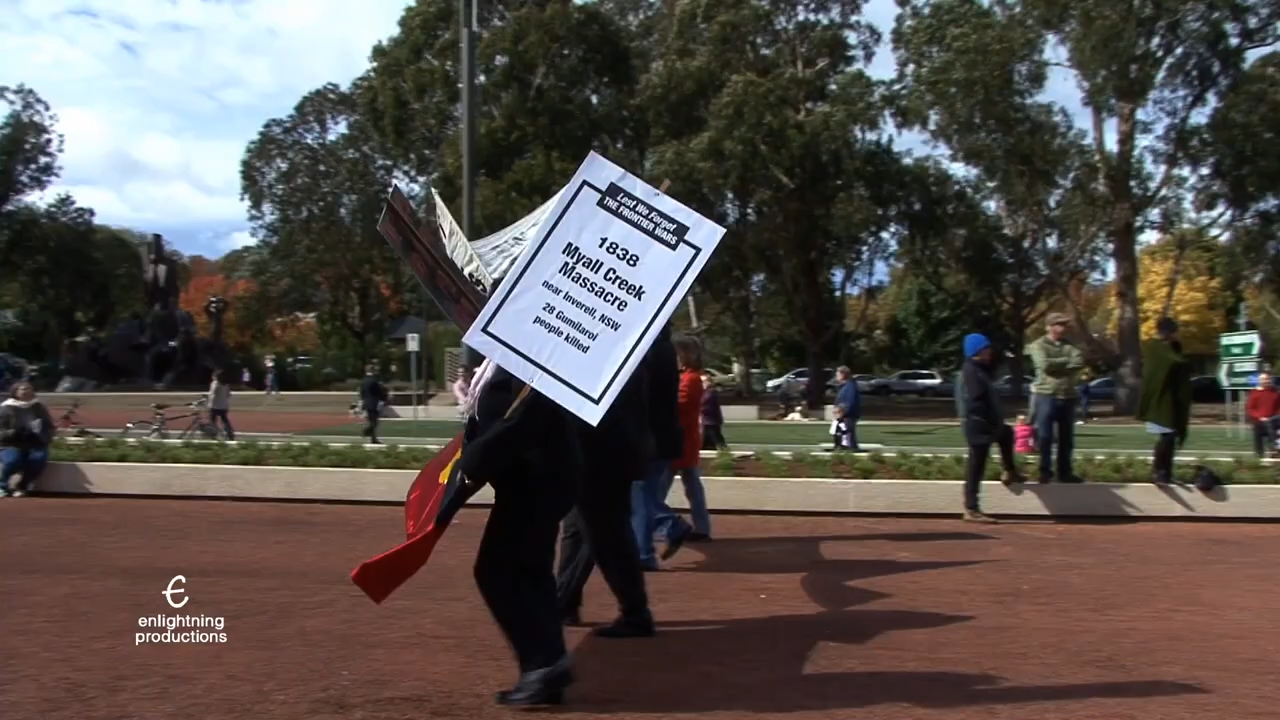 Lest We Forget
THE FRONTIER WARS
1838
Myall Creek
Massacre
near Inverell, NSW
28 Gumilaroi
people killed
enlightning
productions